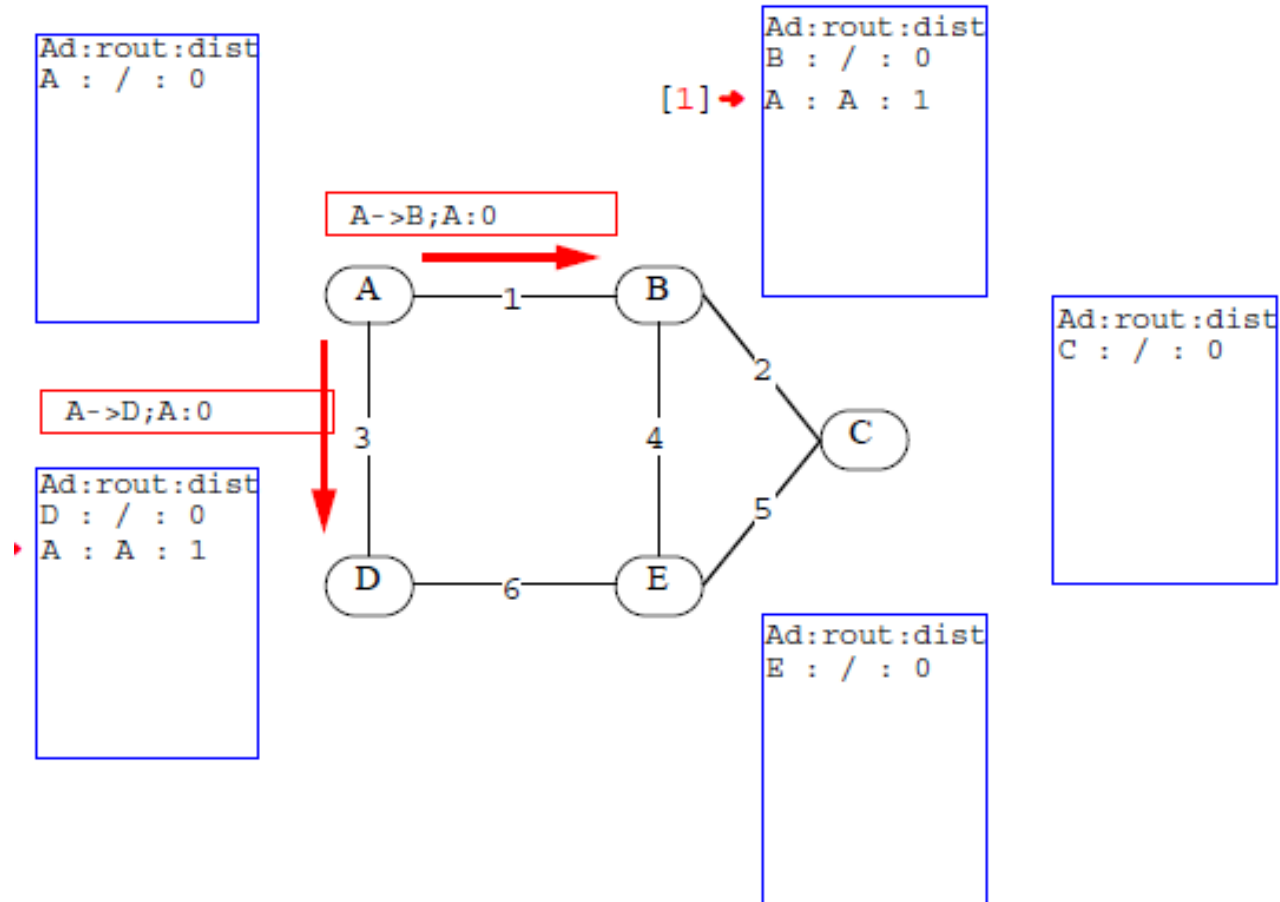 Ad:rout:dist
A : / : 0
Ad:rout:dist
B : / : 0
[1]
A : A : 1
A->B;A:0
A
1
B
Ad:rout:dist
C : / : 0
2
A->D;A:0
3
4
C
Ad:rout:dist
D : / : 0
A : A : 1
5
D
6
E
Ad:rout:dist
E : / : 0